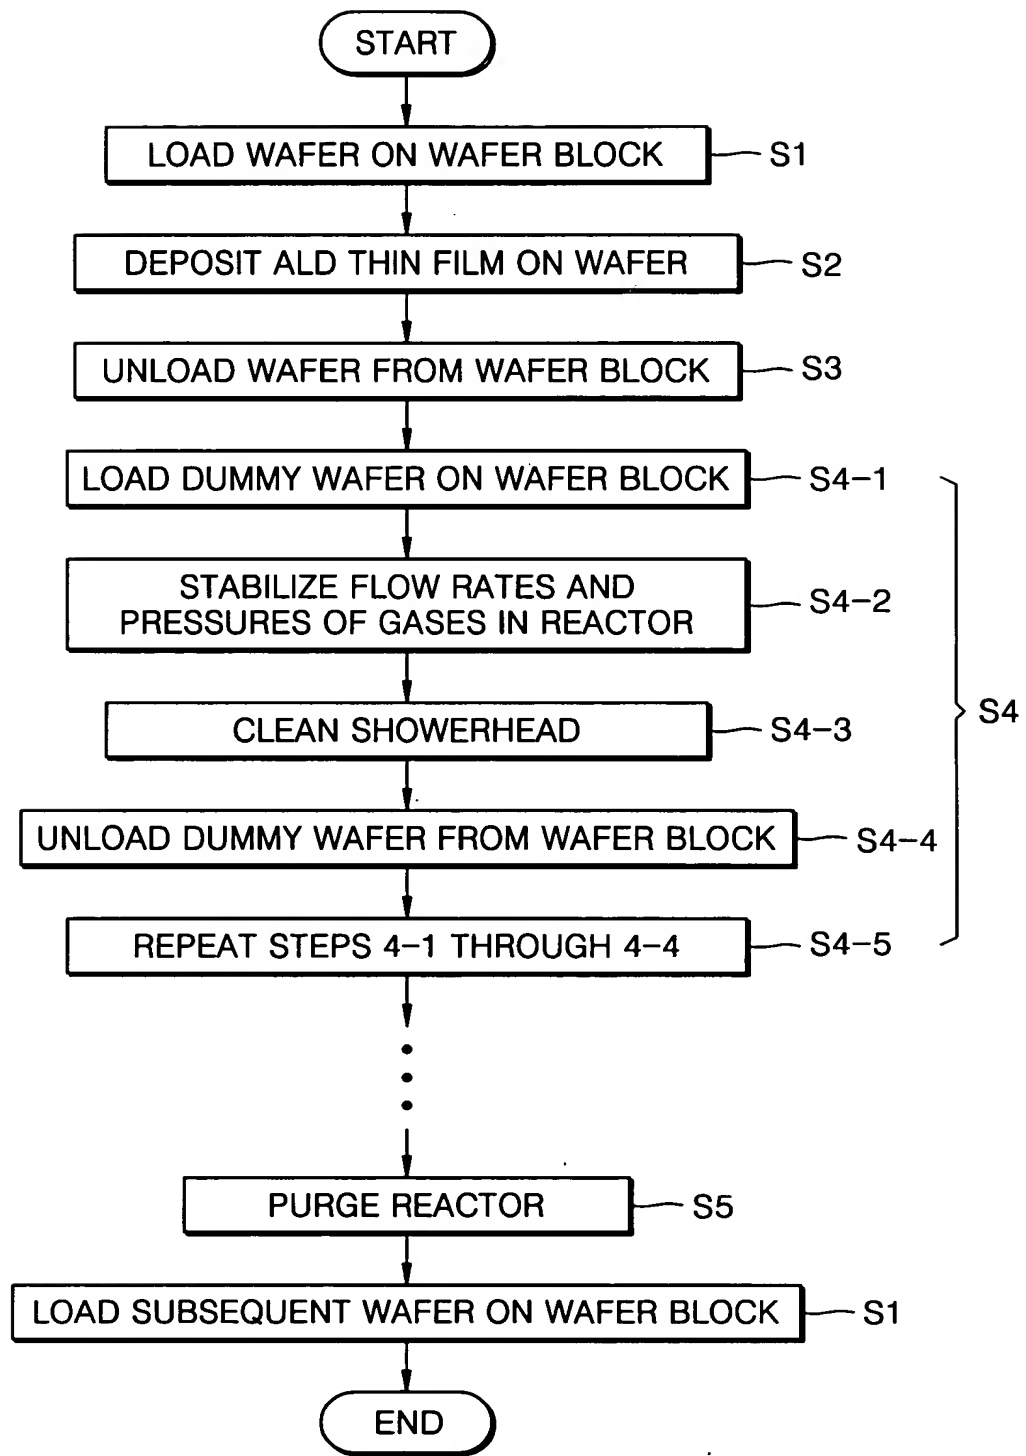 START
LOAD WAFER ON WAFER BLOCK
S1
DEPOSIT ALD THIN FILM ON WAFER
S2
UNLOAD WAFER FROM WAFER BLOCK
S3
LOAD DUMMY WAFER ON WAFER BLOCK
S4-1
STABILIZE FLOW RATES AND
PRESSURES OF GASES IN REACTOR
S4-2
CLEAN SHOWERHEAD
S4-3
S4
UNLOAD DUMMY WAFER FROM WAFER BLOCK
S4-4
REPEAT STEPS 4-1 THROUGH 4-4
S4-5
PURGE REACTOR
S5
LOAD SUBSEQUENT WAFER ON WAFER BLOCK
S1
END